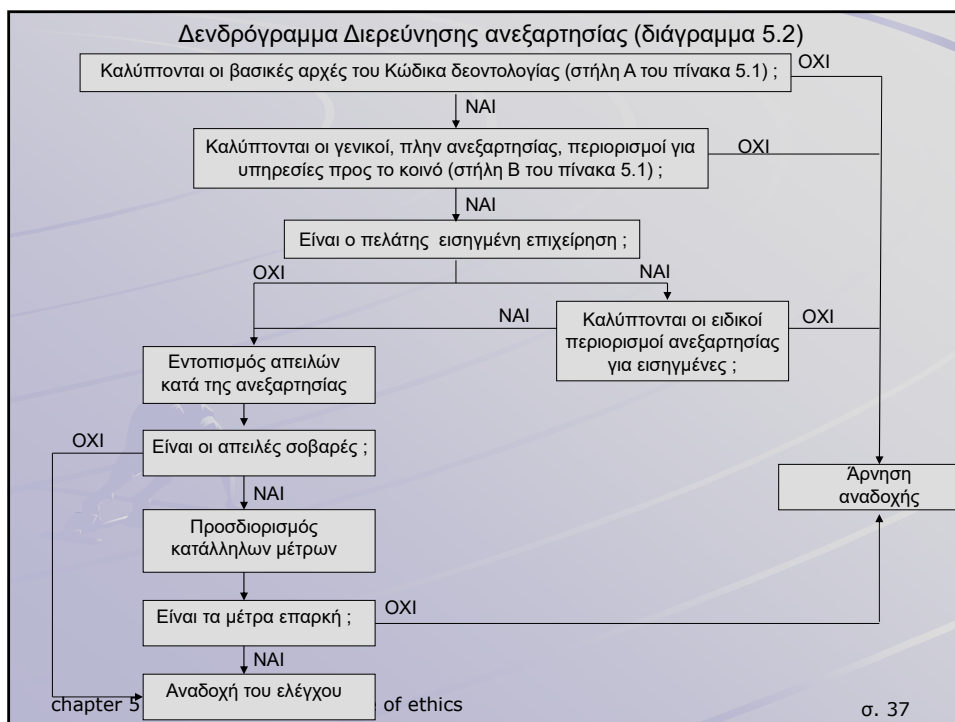 Δενδρόγραμμα Διερεύνησης ανεξαρτησίας (διάγραμμα 5.2)
Καλύπτονται οι βασικές αρχές του Κώδικα δεοντολογίας (στήλη Α του πίνακα 5.1) ;
ΟΧΙ
ΝΑΙ
Καλύπτονται οι γενικοί, πλην ανεξαρτησίας, περιορισμοί για
υπηρεσίες προς το κοινό (στήλη Β του πίνακα 5.1) ;
ΟΧΙ
ΝΑΙ
Είναι ο πελάτης εισηγμένη επιχείρηση ;
ΟΧΙ
ΝΑΙ
ΝΑΙ
Καλύπτονται οι ειδικοί
περιορισμοί ανεξαρτησίας
για εισηγμένες ;
ΟΧΙ
Εντοπισμός απειλών
κατά της ανεξαρτησίας
ΟΧΙ
Είναι οι απειλές σοβαρές ;
ΝΑΙ
Άρνηση
αναδοχής
Προσδιορισμός
κατάλληλων μέτρων
Είναι τα μέτρα επαρκή ;
ΟΧΙ
ΝΑΙ
Αναδοχή του ελέγχου
chapter 5
of ethics
σ. 37